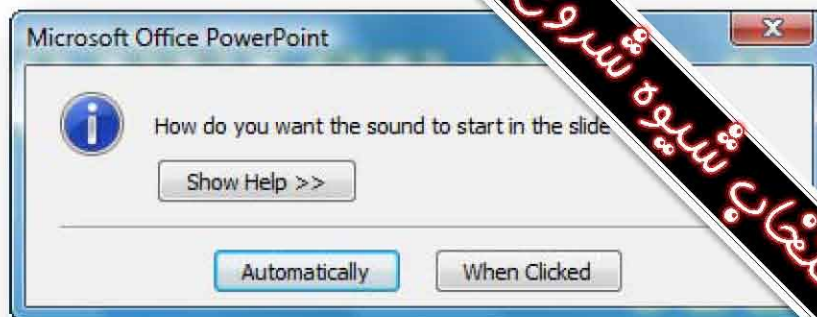 Microsoft Office PowerPoint
How do you want the sound to start in the slide
Show Help >>
Automatically
When Clicked
شیوه